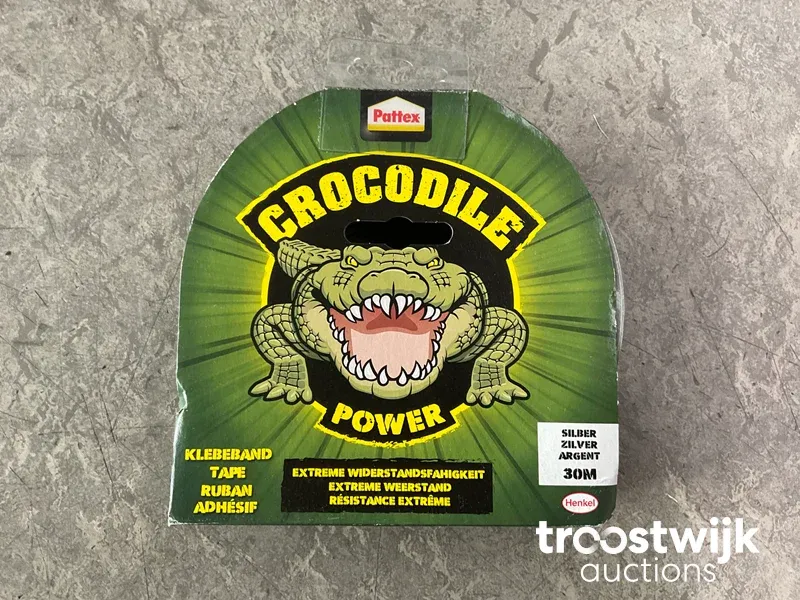 Pattex
CROCODILE
POWER
KLEBEBAND
TAPE
RUBAN
ADHÉSIF
EXTREME WIDERSTANDSFAHIGKEIT
EXTREME WEERSTAND
RÉSISTANCE EXTRÊME
SILBER
ZILVER
ARGENT
30M
Henkel
troostwijk
auctions